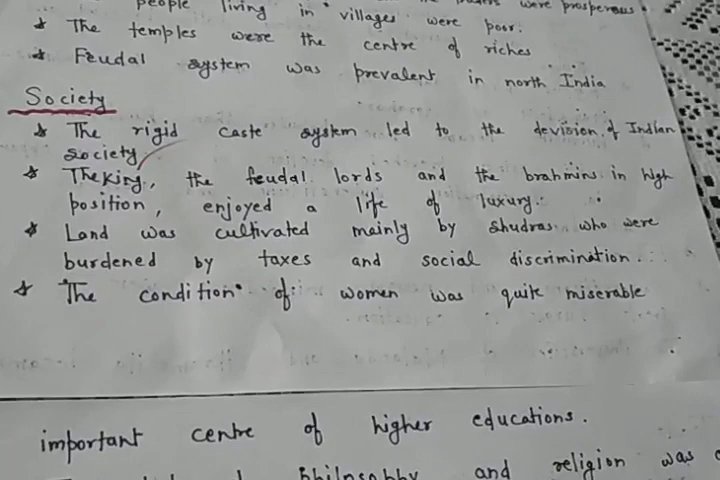 people living in villages were poor. were prosperous
* The temples were the centre of riches
* Feudal system was prevalent in north India
Society
* The rigid caste system led to the devision of Indian
society
* The king, the feudal lords and the brahmins in high
position, enjoyed a life of luxury.
* Land was cultivated mainly by shudras who were
burdened by taxes and social discrimination.
* The condition of women was quite miserable
important centre of higher educations.
philosophy and religion was